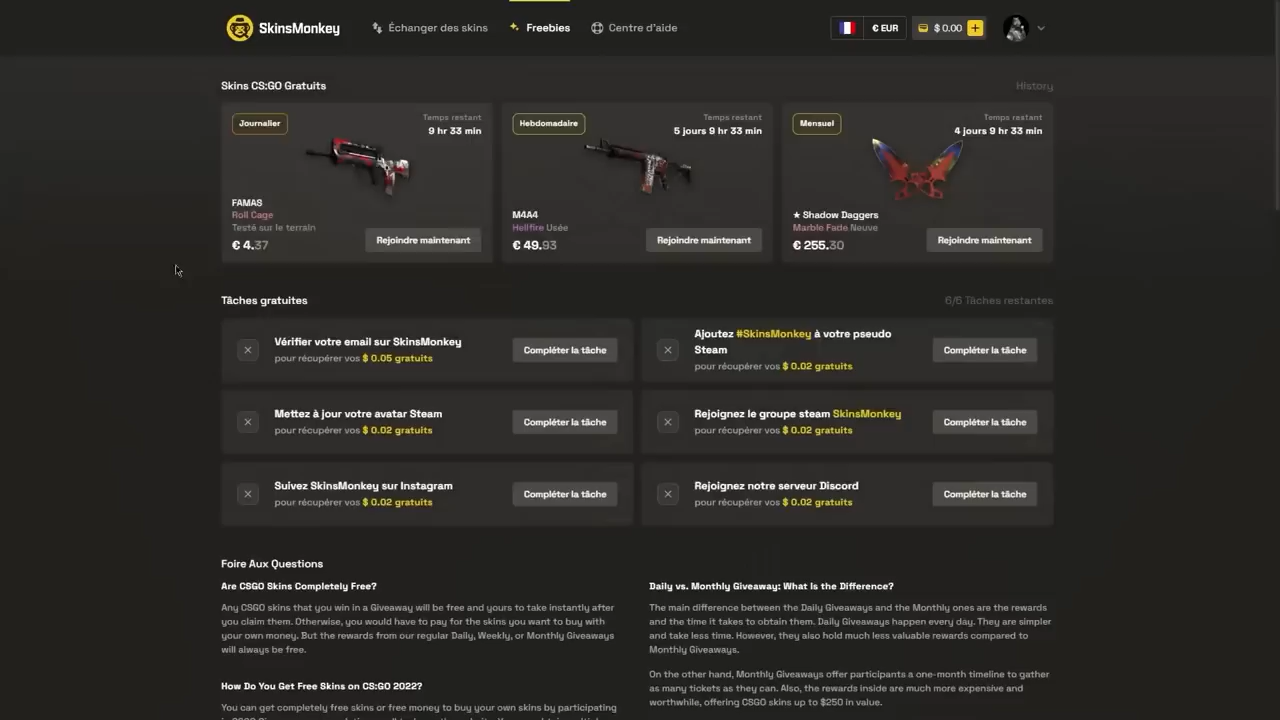 SkinsMonkey
Échanger des skins
Freebies
Centre d'aide
€ EUR
$ 0.00
Skins CS:GO Gratuits
History
Journalier
Temps restant
9 hr 33 min
FAMAS
Roll Cage
Testé sur le terrain
€ 4.37
Rejoindre maintenant
Hebdomadaire
Temps restant
5 jours 9 hr 33 min
M4A4
Hellfire Usée
€ 49.93
Rejoindre maintenant
Mensuel
Temps restant
4 jours 9 hr 33 min
★ Shadow Daggers
Marble Fade Neuve
€ 255.30
Rejoindre maintenant
Tâches gratuites
6/6 Tâches restantes
Vérifier votre email sur SkinsMonkey
pour récupérer vos $ 0.05 gratuits
Compléter la tâche
Ajoutez #SkinsMonkey à votre pseudo
Steam
pour récupérer vos $ 0.02 gratuits
Compléter la tâche
Mettez à jour votre avatar Steam
pour récupérer vos $ 0.02 gratuits
Compléter la tâche
Rejoignez le groupe steam SkinsMonkey
pour récupérer vos $ 0.02 gratuits
Compléter la tâche
Suivez SkinsMonkey sur Instagram
pour récupérer vos $ 0.02 gratuits
Compléter la tâche
Rejoignez notre serveur Discord
pour récupérer vos $ 0.02 gratuits
Compléter la tâche
Foire Aux Questions
Are CSGO Skins Completely Free?
Any CSGO skins that you win in a Giveaway will be free and yours to take instantly after
you claim them. Otherwise, you would have to pay for the skins you want to buy with
your own money. But the rewards from our regular Daily, Weekly, or Monthly Giveaways
will always be free.
How Do You Get Free Skins on CS:GO 2022?
You can get completely free skins or free money to buy your own skins by participating
Daily vs. Monthly Giveaway: What Is the Difference?
The main difference between the Daily Giveaways and the Monthly ones are the rewards
and the time it takes to obtain them. Daily Giveaways happen every day. They are simpler
and take less time. However, they also hold much less valuable rewards compared to
Monthly Giveaways.
On the other hand, Monthly Giveaways offer participants a one-month timeline to gather
as many tickets as they can. Also, the rewards inside are much more expensive and
worthwhile, offering CSGO skins up to $250 in value.